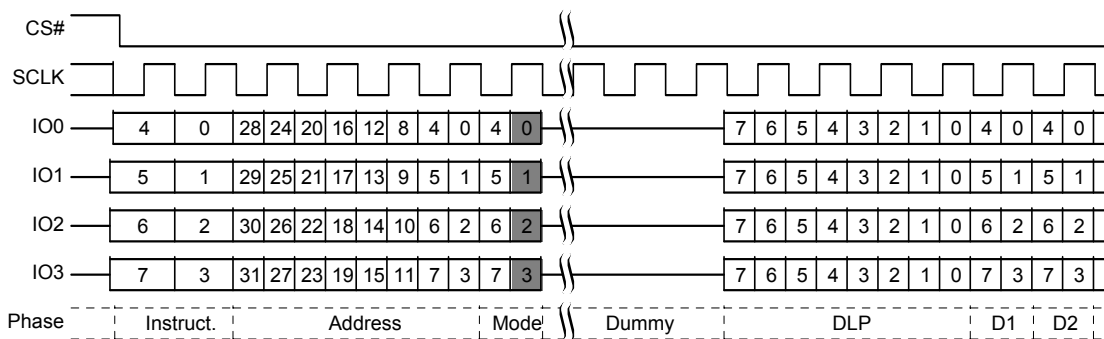 CS#
SCLK
IO0 4 0 28 24 20 16 12 8 4 0 4 0 7 6 5 4 3 2 1 0 4 0 4 0
IO1 5 1 29 25 21 17 13 9 5 1 5 1 7 6 5 4 3 2 1 0 5 1 5 1
IO2 6 2 30 26 22 18 14 10 6 2 6 2 7 6 5 4 3 2 1 0 6 2 6 2
IO3 7 3 31 27 23 19 15 11 7 3 7 3 7 6 5 4 3 2 1 0 7 3 7 3
Phase Instruct. Address Mode Dummy DLP D1 D2